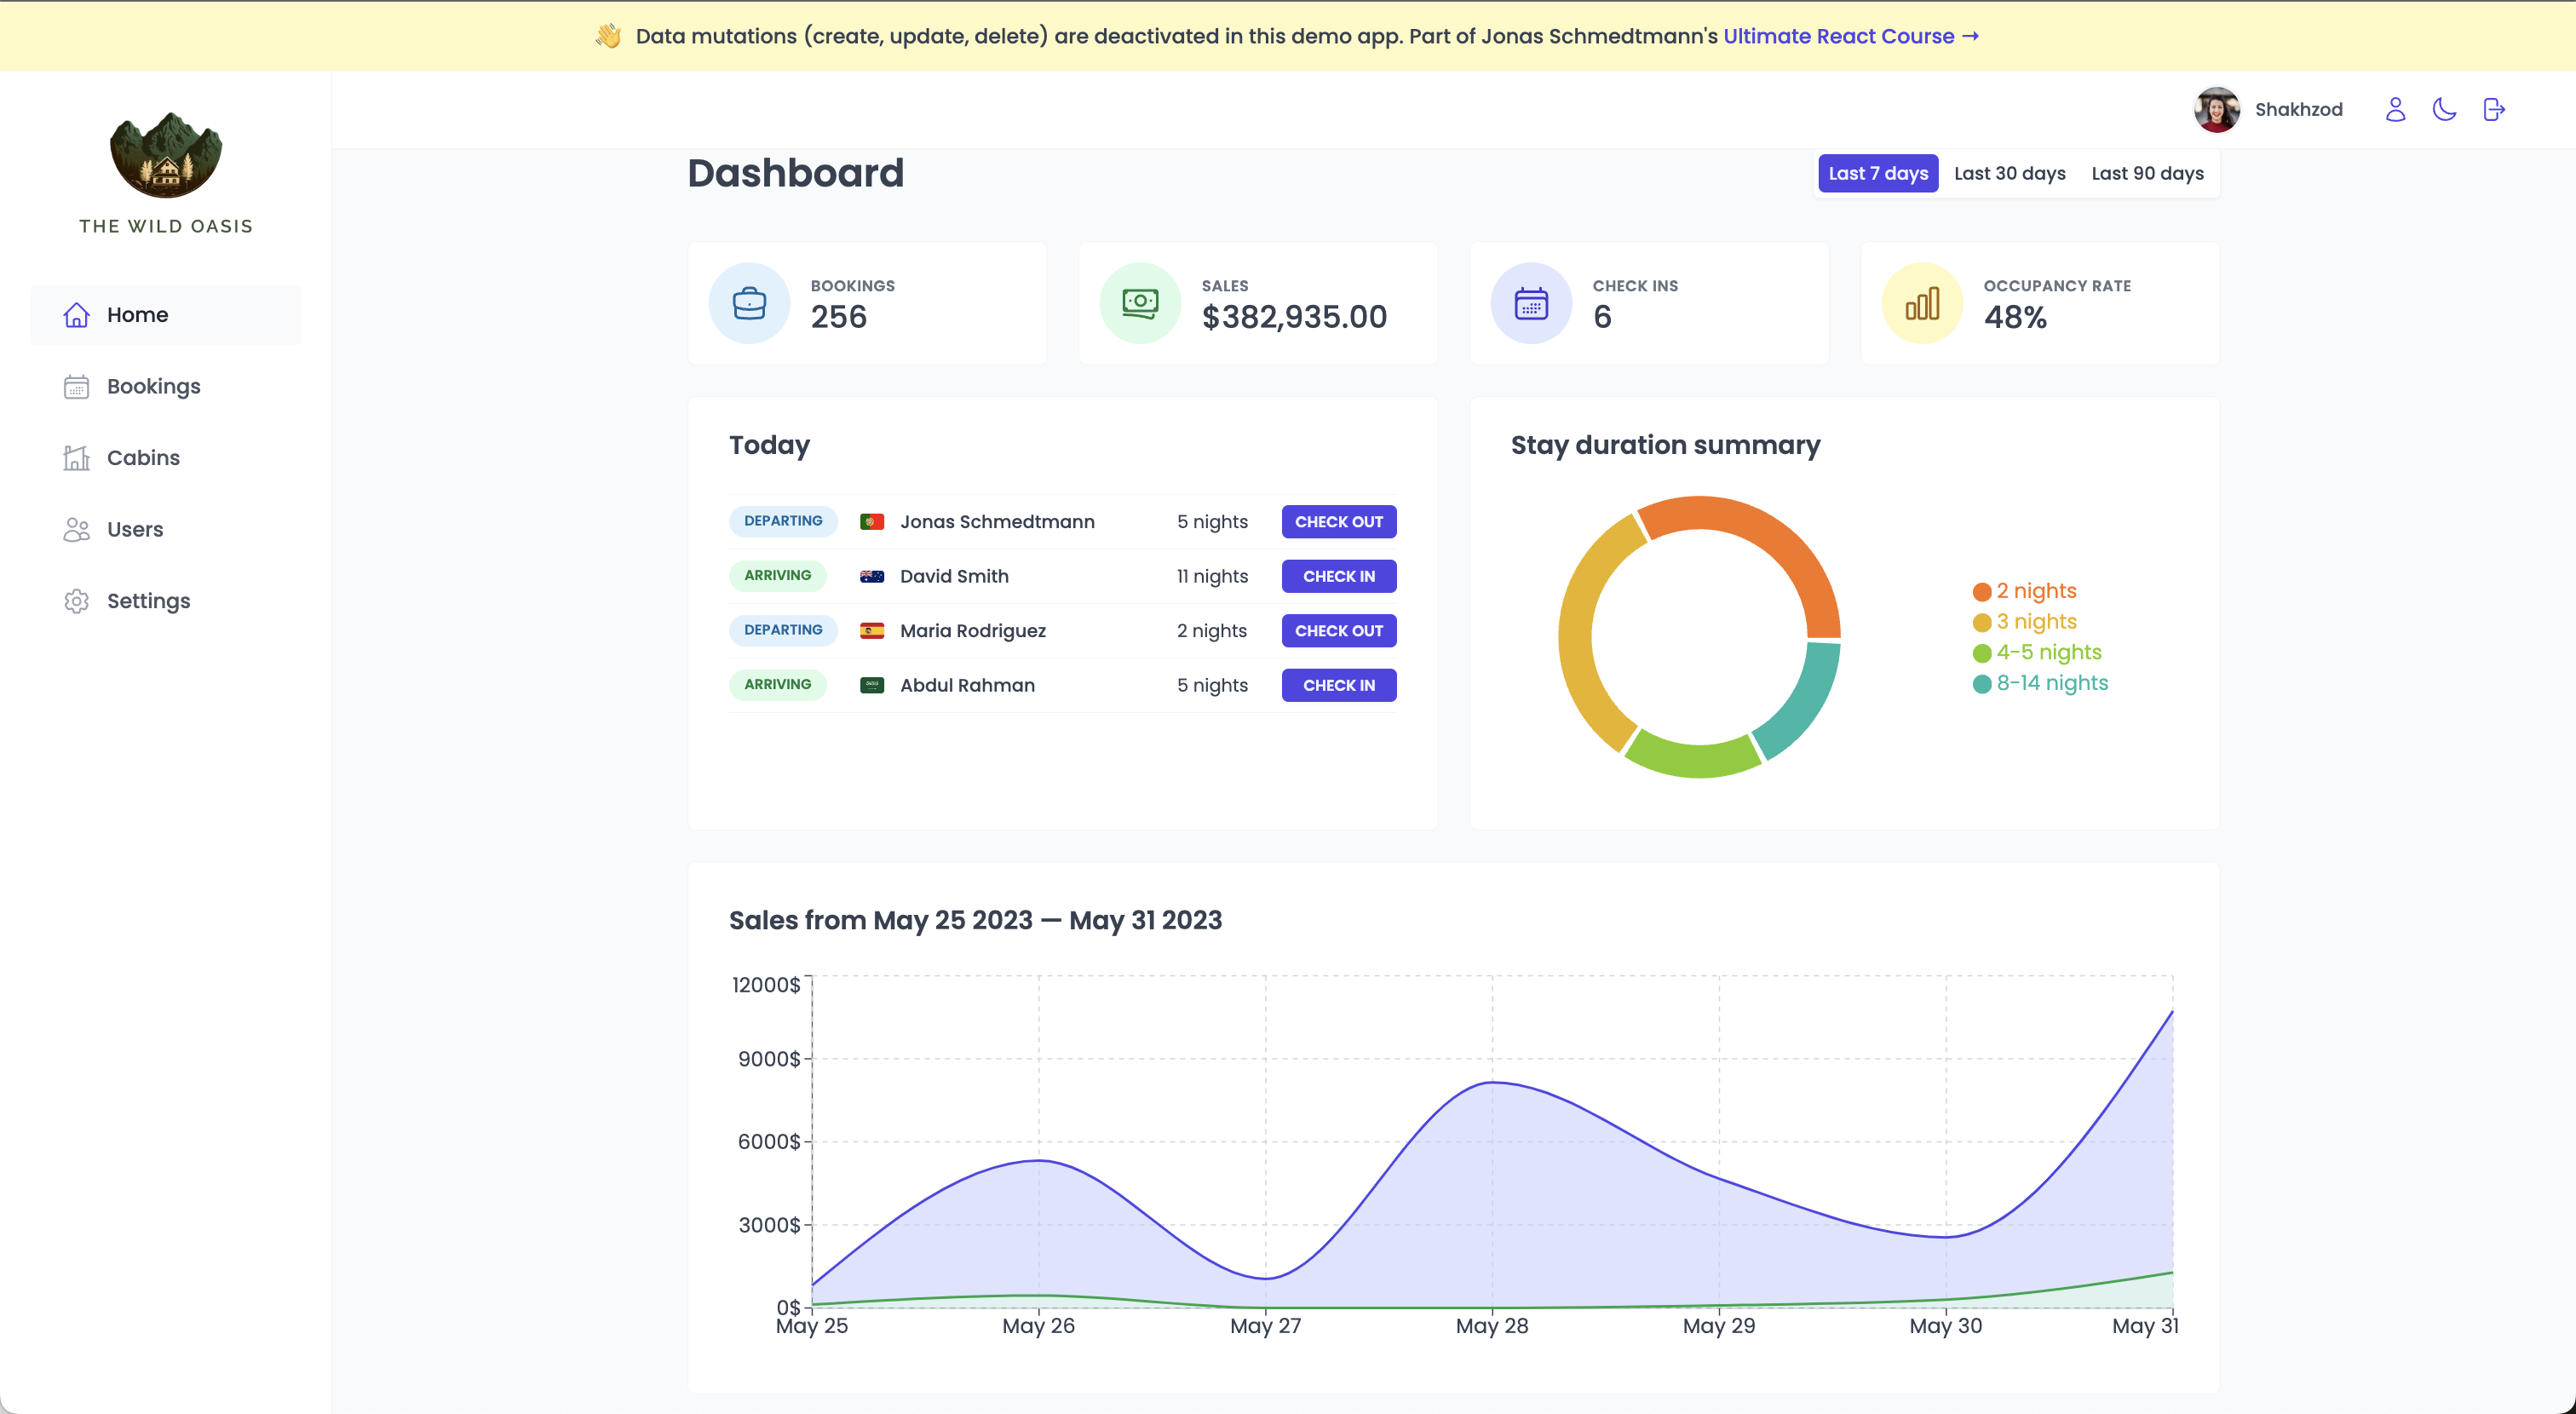 👋 Data mutations (create, update, delete) are deactivated in this demo app. Part of Jonas Schmedtmann's Ultimate React Course →
Shakhzod
THE WILD OASIS
Home
Bookings
Cabins
Users
Settings
Dashboard
Last 7 days Last 30 days Last 90 days
BOOKINGS
256
SALES
$382,935.00
CHECK INS
6
OCCUPANCY RATE
48%
Today
DEPARTING Jonas Schmedtmann 5 nights CHECK OUT
ARRIVING David Smith 11 nights CHECK IN
DEPARTING Maria Rodriguez 2 nights CHECK OUT
ARRIVING Abdul Rahman 5 nights CHECK IN
Stay duration summary
2 nights
3 nights
4-5 nights
8-14 nights
Sales from May 25 2023 — May 31 2023
12000$
9000$
6000$
3000$
0$
May 25 May 26 May 27 May 28 May 29 May 30 May 31